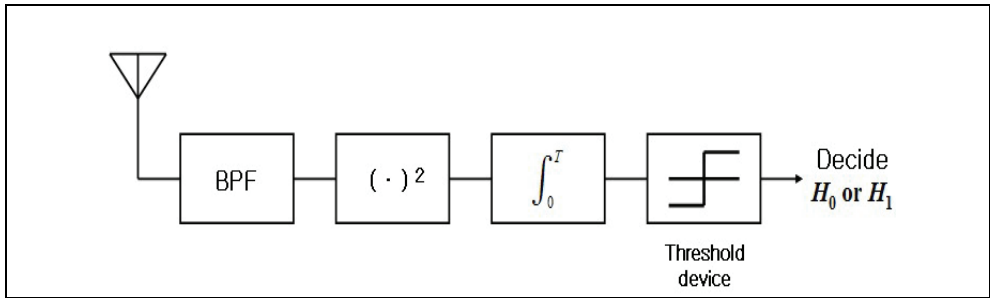 BPF
( · )²
∫₀ᵀ
Decide
H₀ or H₁
Threshold
device